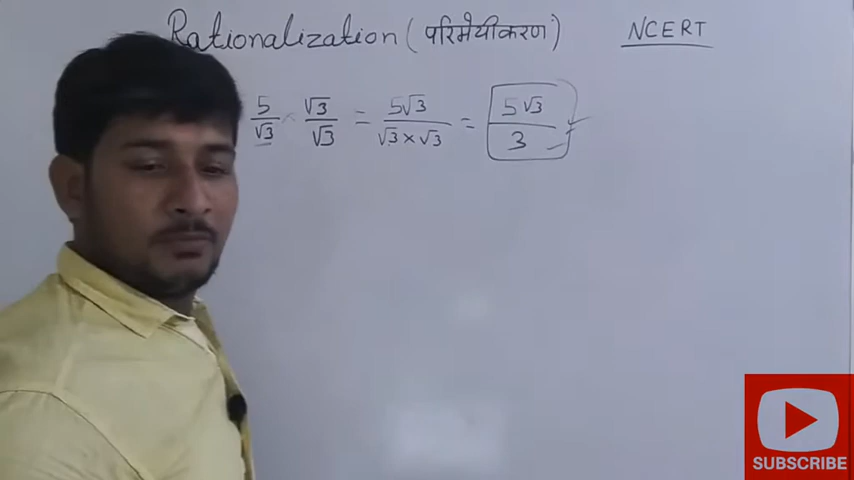 Rationalization (परिमेयीकरण) NCERT
5/√3 × √3/√3 = 5√3/√3×√3 = 5√3/3
SUBSCRIBE